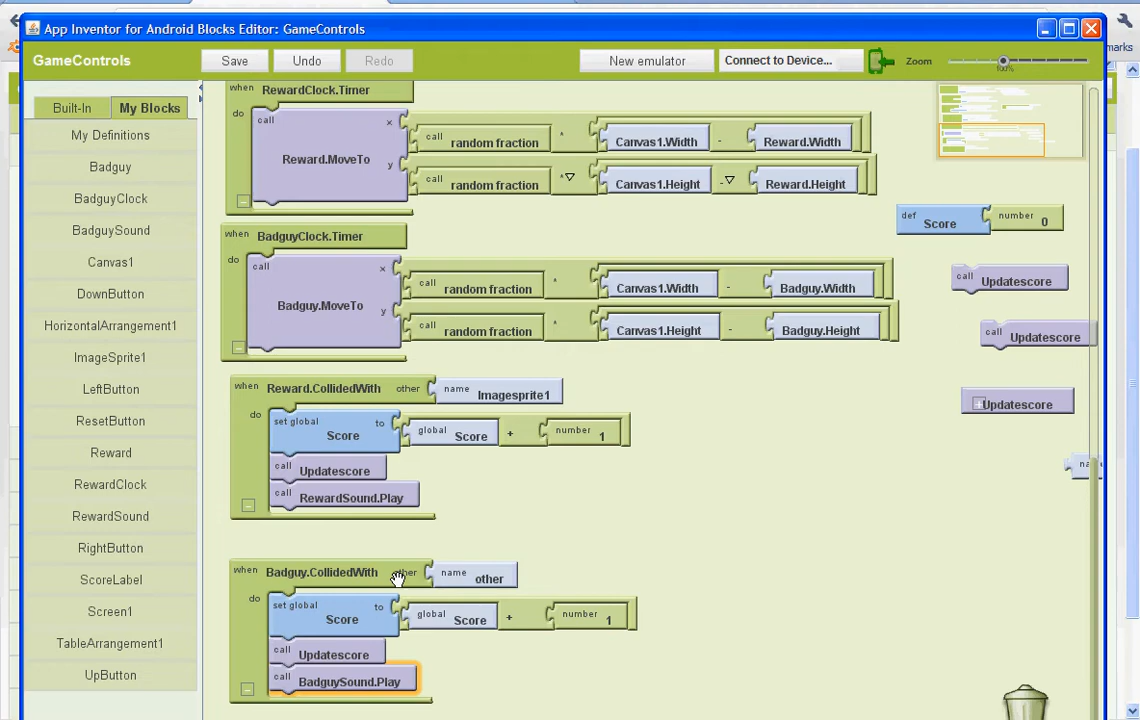 App Inventor for Android Blocks Editor: GameControls
GameControls
Save
Undo
Redo
New emulator
Connect to Device...
Zoom
100%
marks
Built-In
My Blocks
My Definitions
Badguy
BadguyClock
BadguySound
Canvas1
DownButton
HorizontalArrangement1
ImageSprite1
LeftButton
ResetButton
Reward
RewardClock
RewardSound
RightButton
ScoreLabel
Screen1
TableArrangement1
UpButton
when RewardClock.Timer
do
call Reward.MoveTo
x call random fraction * Canvas1.Width - Reward.Width
y call random fraction * Canvas1.Height - Reward.Height
when BadguyClock.Timer
do
call Badguy.MoveTo
x call random fraction * Canvas1.Width - Badguy.Width
y call random fraction * Canvas1.Height - Badguy.Height
when Reward.CollidedWith other name Imagesprite1
do
set global Score to global Score + number 1
call Updatescore
call RewardSound.Play
when Badguy.CollidedWith other name other
do
set global Score to global Score + number 1
call Updatescore
call BadguySound.Play
def Score number 0
call Updatescore
call Updatescore
Updatescore